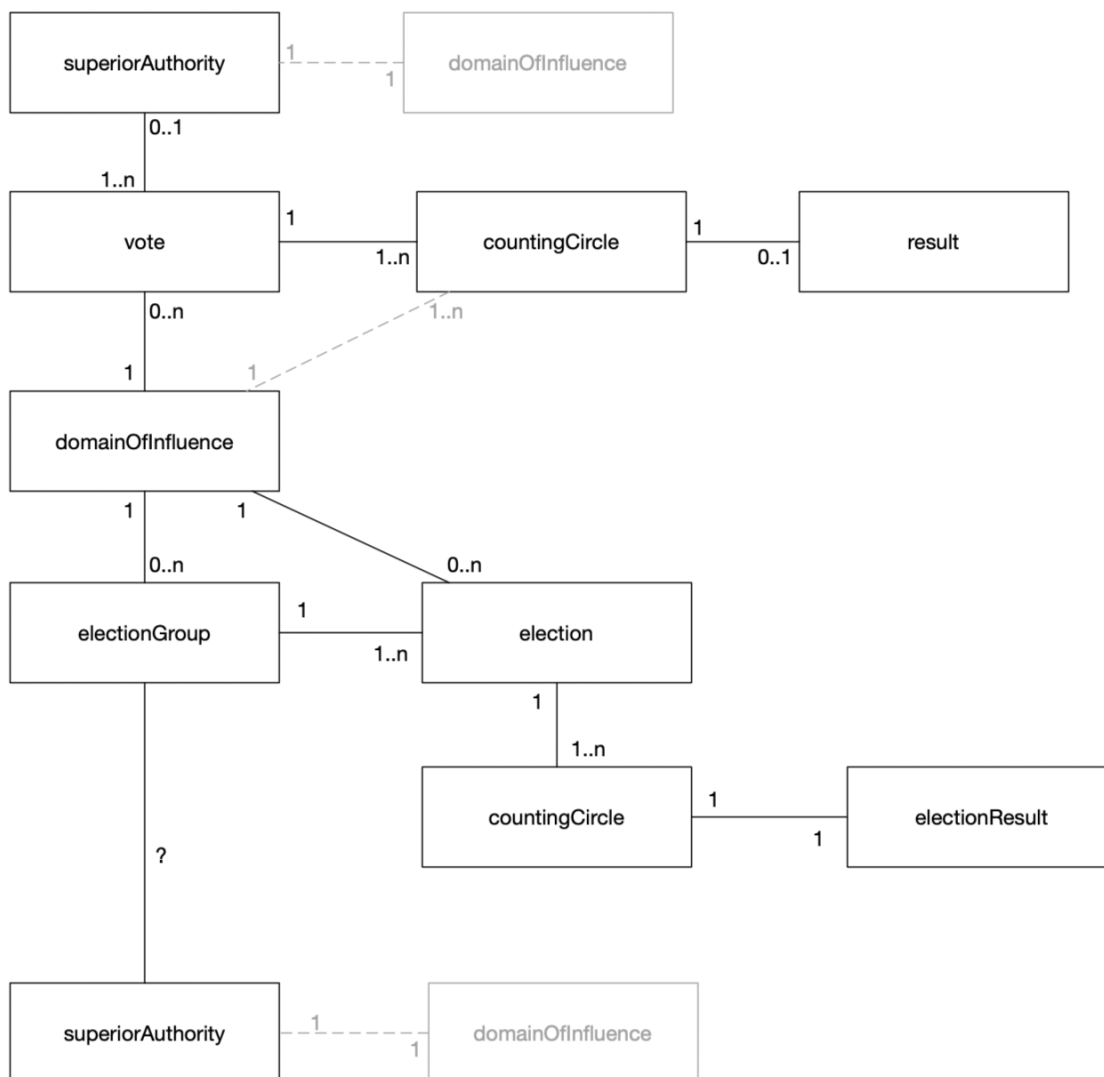 superiorAuthority
1
1
domainOfInfluence
0..1
1..n
vote
1
1..n
countingCircle
1
0..1
result
0..n
1..n
1
1
domainOfInfluence
1
1
0..n
0..n
electionGroup
1
1..n
election
1
1..n
countingCircle
1
1
electionResult
?
superiorAuthority
1
1
domainOfInfluence